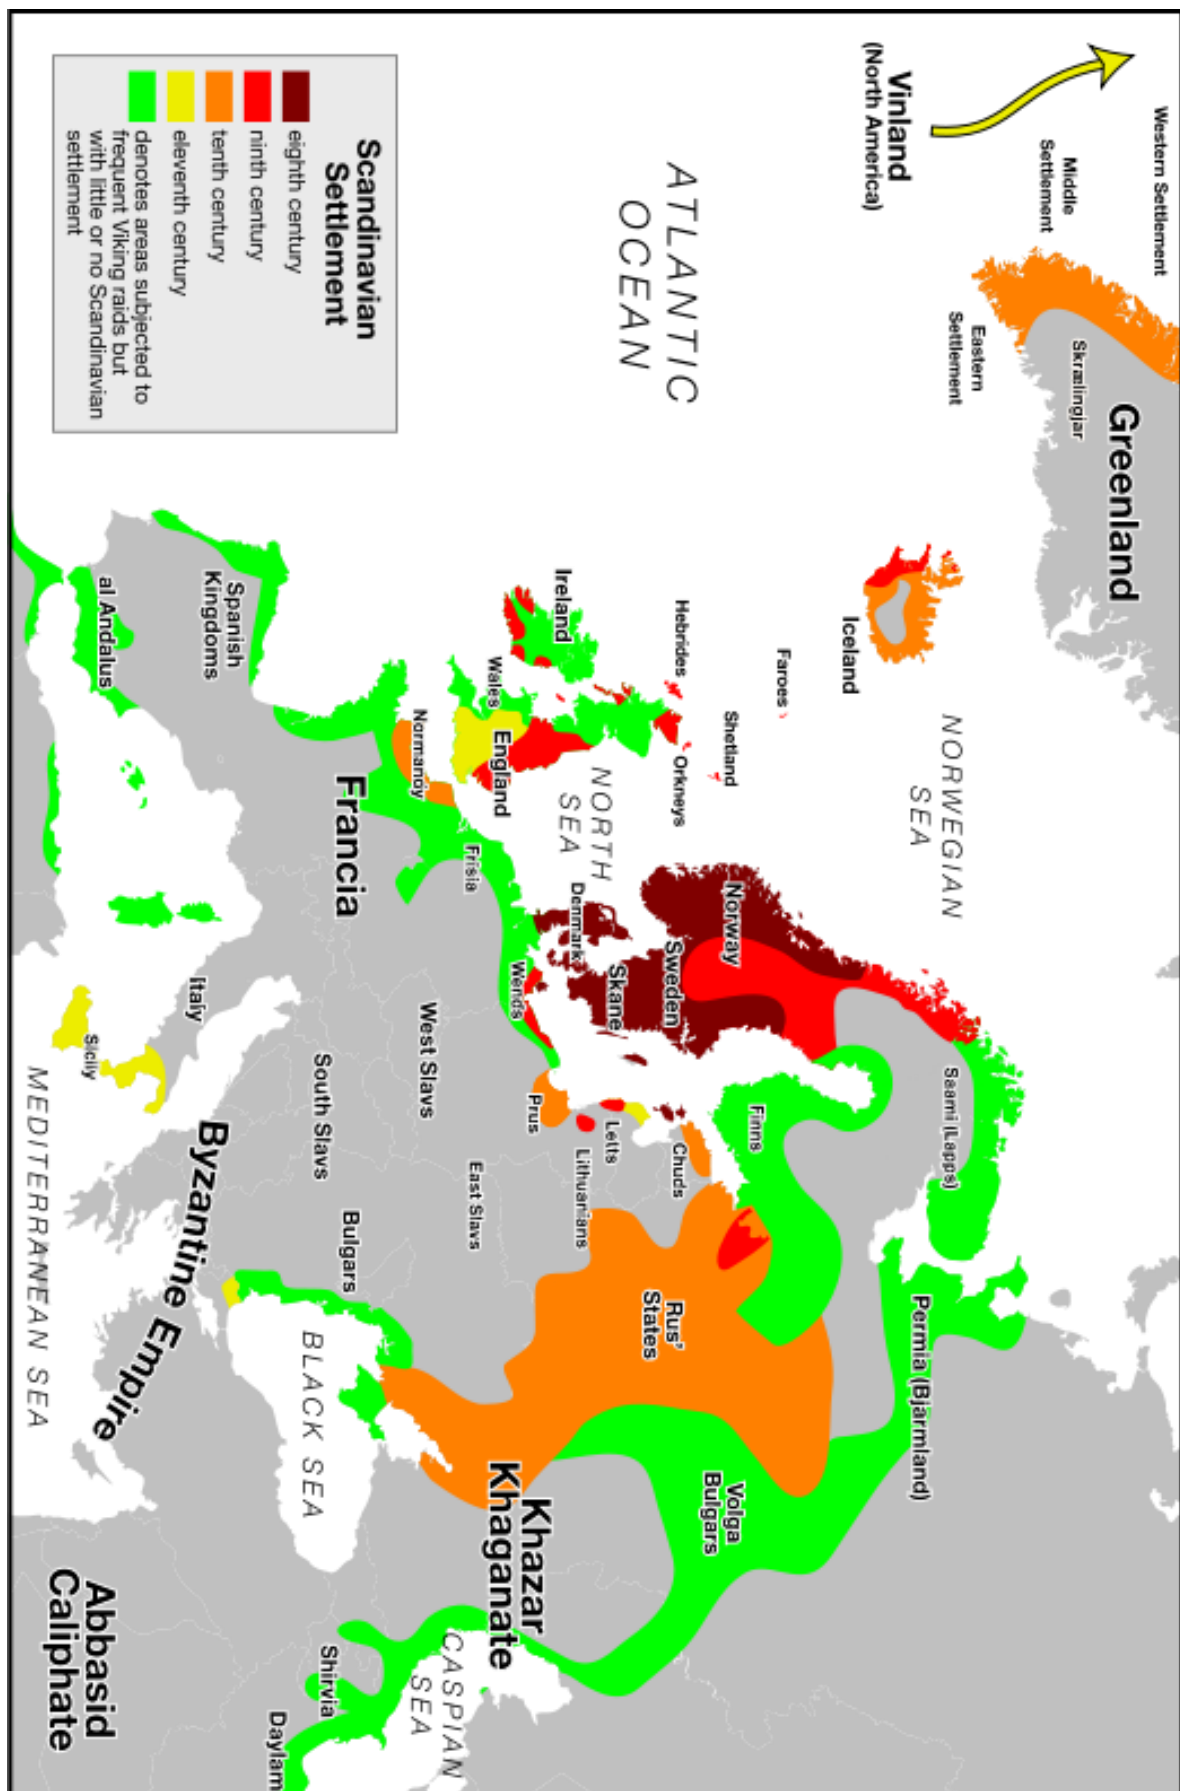 Western Settlement
Middle
Settlement
Vinland
(North America)
Eastern
Settlement
Skrælingjar
Greenland
ATLANTIC
OCEAN
Iceland
NORWEGIAN
SEA
Faroes
Hebrides
Shetland
Orkneys
Ireland
Wales
England
NORTH
SEA
Normandy
Norway
Sweden
Skane
Denmark
Saami (Lapps)
Finns
Permia (Bjarmland)
Frisia
Wends
Francia
Spanish
Kingdoms
al Andalus
West Slavs
South Slavs
East Slavs
Prus
Letts
Lithuanians
Chuds
Rus'
States
Volga
Bulgars
Italy
Sicily
Bulgars
Byzantine Empire
BLACK SEA
MEDITERRANEAN SEA
Khazar
Khaganate
CASPIAN
SEA
Shirvia
Daylam
Abbasid
Caliphate
Scandinavian
Settlement
eighth century
ninth century
tenth century
eleventh century
denotes areas subjected to
frequent Viking raids but
with little or no Scandinavian
settlement